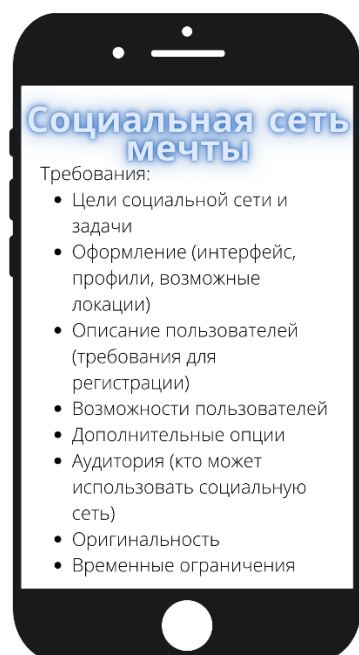 Социальная сеть
мечты
Требования:
• Цели социальной сети и
задачи
• Оформление (интерфейс,
профили, возможные
локации)
• Описание пользователей
(требования для
регистрации)
• Возможности пользователей
• Дополнительные опции
• Аудитория (кто может
использовать социальную
сеть)
• Оригинальность
• Временные ограничения